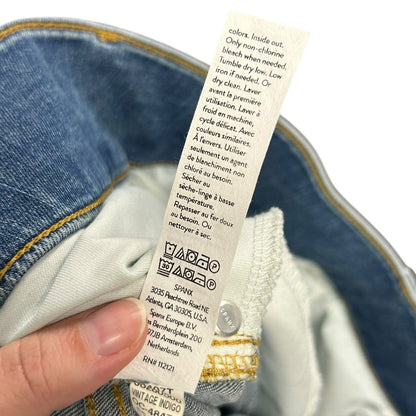 colors. Inside out.
Only non-chlorine
bleach when needed.
Tumble dry low. Low
iron if needed. Or
dry clean. Laver
avant la première
utilisation. Laver à
froid en machine,
cycle délicat. Avec
couleurs similaires.
À l'envers. Utiliser
seulement un agent
de blanchiment non
chloré au besoin.
Sécher au
sèche-linge à basse
température.
Repasser au fer doux
au besoin. Ou
nettoyer à sec.
30
SPANX
3035 Peachtree Road NE
Atlanta, GA 30305, U.S.A.
Spanx Europe B.V.
Bernherdplein 200
1097JB Amsterdam,
Netherlands
RN# 112121
SPANX
VINTAGE INDIGO